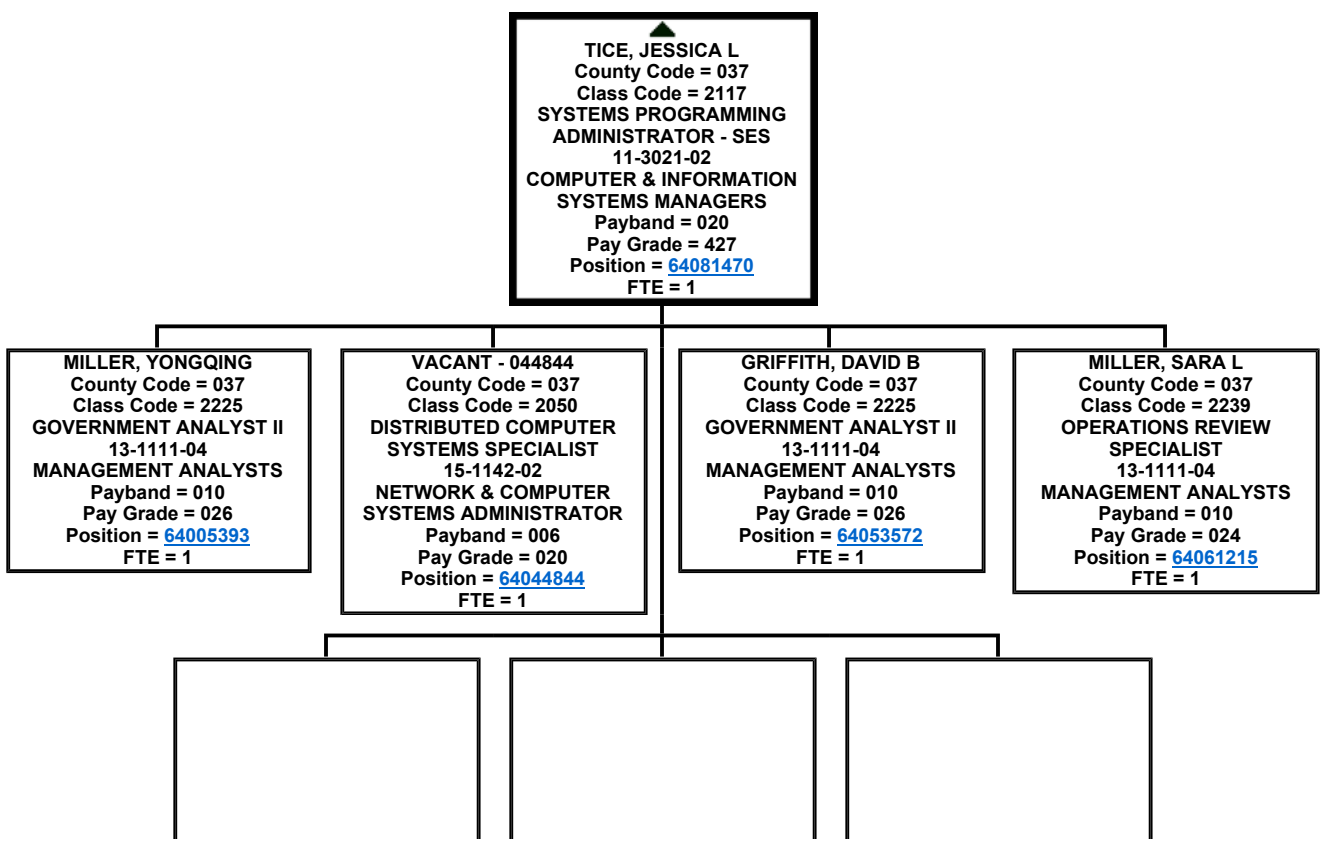 TICE, JESSICA L
County Code = 037
Class Code = 2117
SYSTEMS PROGRAMMING
ADMINISTRATOR - SES
11-3021-02
COMPUTER & INFORMATION
SYSTEMS MANAGERS
Payband = 020
Pay Grade = 427
Position = 64081470
FTE = 1
MILLER, YONGQING
County Code = 037
Class Code = 2225
GOVERNMENT ANALYST II
13-1111-04
MANAGEMENT ANALYSTS
Payband = 010
Pay Grade = 026
Position = 64005393
FTE = 1
VACANT - 044844
County Code = 037
Class Code = 2050
DISTRIBUTED COMPUTER
SYSTEMS SPECIALIST
15-1142-02
NETWORK & COMPUTER
SYSTEMS ADMINISTRATOR
Payband = 006
Pay Grade = 020
Position = 64044844
FTE = 1
GRIFFITH, DAVID B
County Code = 037
Class Code = 2225
GOVERNMENT ANALYST II
13-1111-04
MANAGEMENT ANALYSTS
Payband = 010
Pay Grade = 026
Position = 64053572
FTE = 1
MILLER, SARA L
County Code = 037
Class Code = 2239
OPERATIONS REVIEW
SPECIALIST
13-1111-04
MANAGEMENT ANALYSTS
Payband = 010
Pay Grade = 024
Position = 64061215
FTE = 1